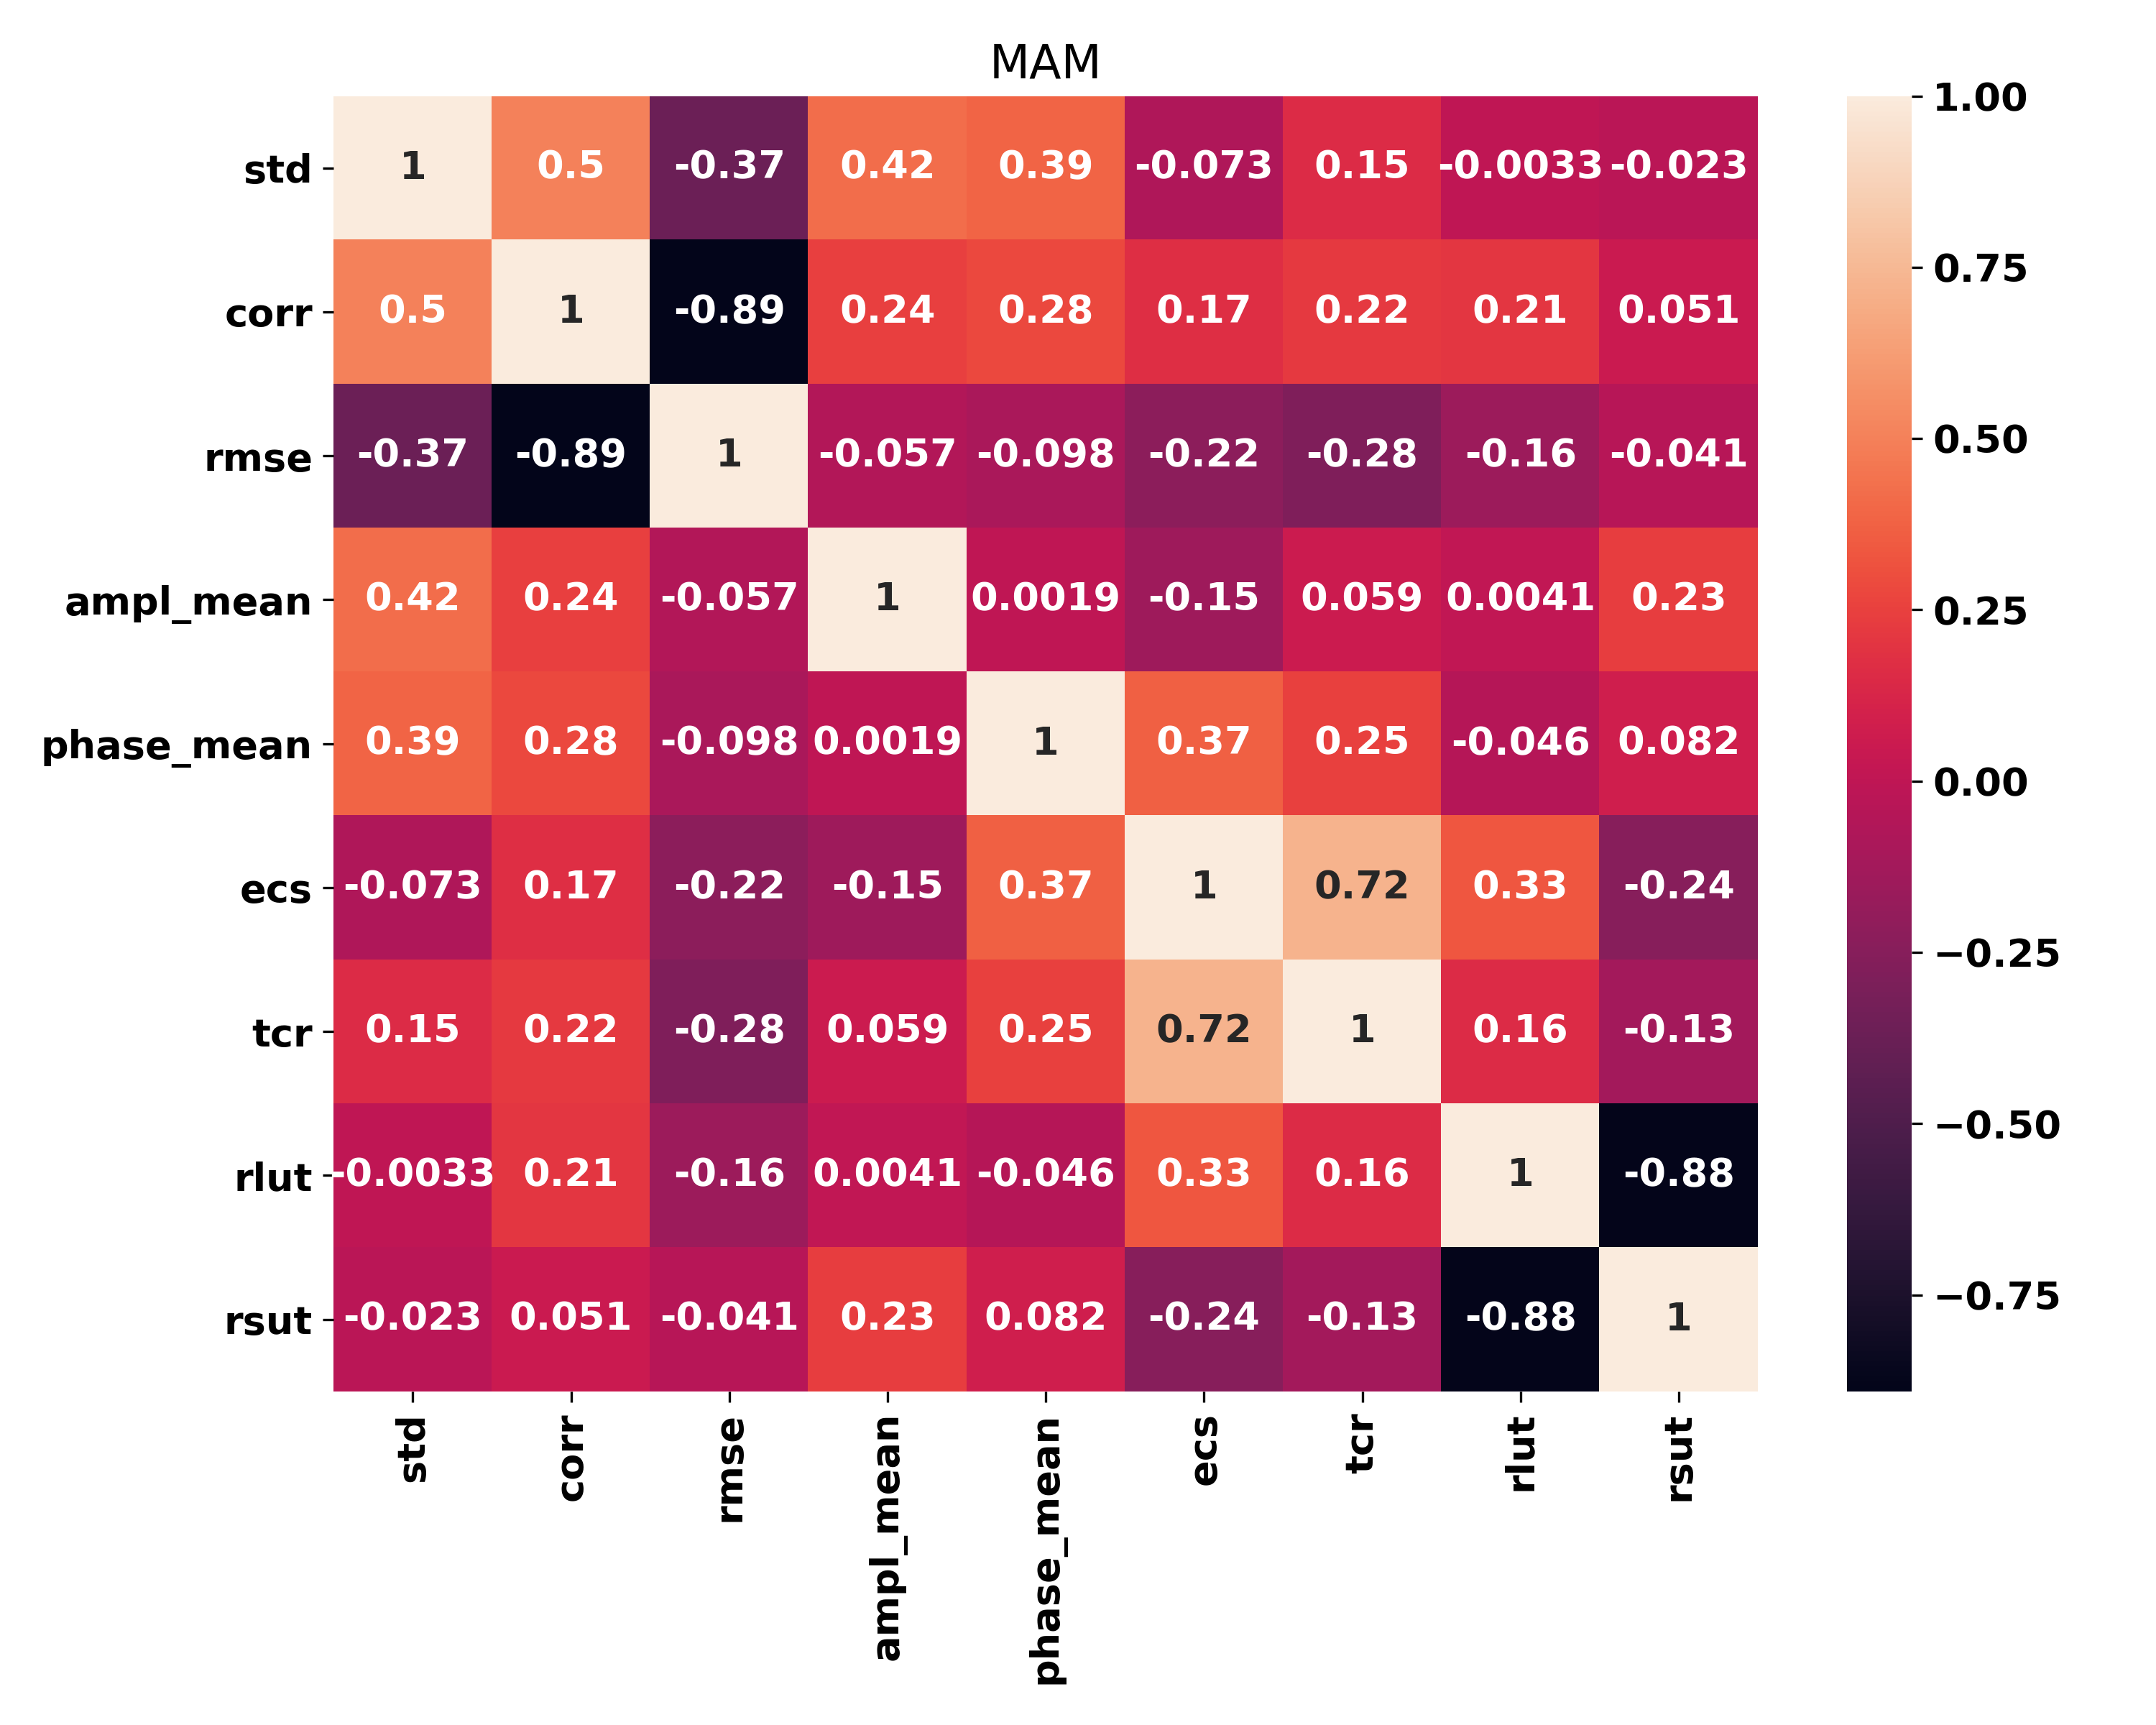 MAM
std 1 0.5 -0.37 0.42 0.39 -0.073 0.15 -0.0033 -0.023
corr 0.5 1 -0.89 0.24 0.28 0.17 0.22 0.21 0.051
rmse -0.37 -0.89 1 -0.057 -0.098 -0.22 -0.28 -0.16 -0.041
ampl_mean 0.42 0.24 -0.057 1 0.0019 -0.15 0.059 0.0041 0.23
phase_mean 0.39 0.28 -0.098 0.0019 1 0.37 0.25 -0.046 0.082
ecs -0.073 0.17 -0.22 -0.15 0.37 1 0.72 0.33 -0.24
tcr 0.15 0.22 -0.28 0.059 0.25 0.72 1 0.16 -0.13
rlut -0.0033 0.21 -0.16 0.0041 -0.046 0.33 0.16 1 -0.88
rsut -0.023 0.051 -0.041 0.23 0.082 -0.24 -0.13 -0.88 1
std corr rmse ampl_mean phase_mean ecs tcr rlut rsut
1.00
0.75
0.50
0.25
0.00
−0.25
−0.50
−0.75